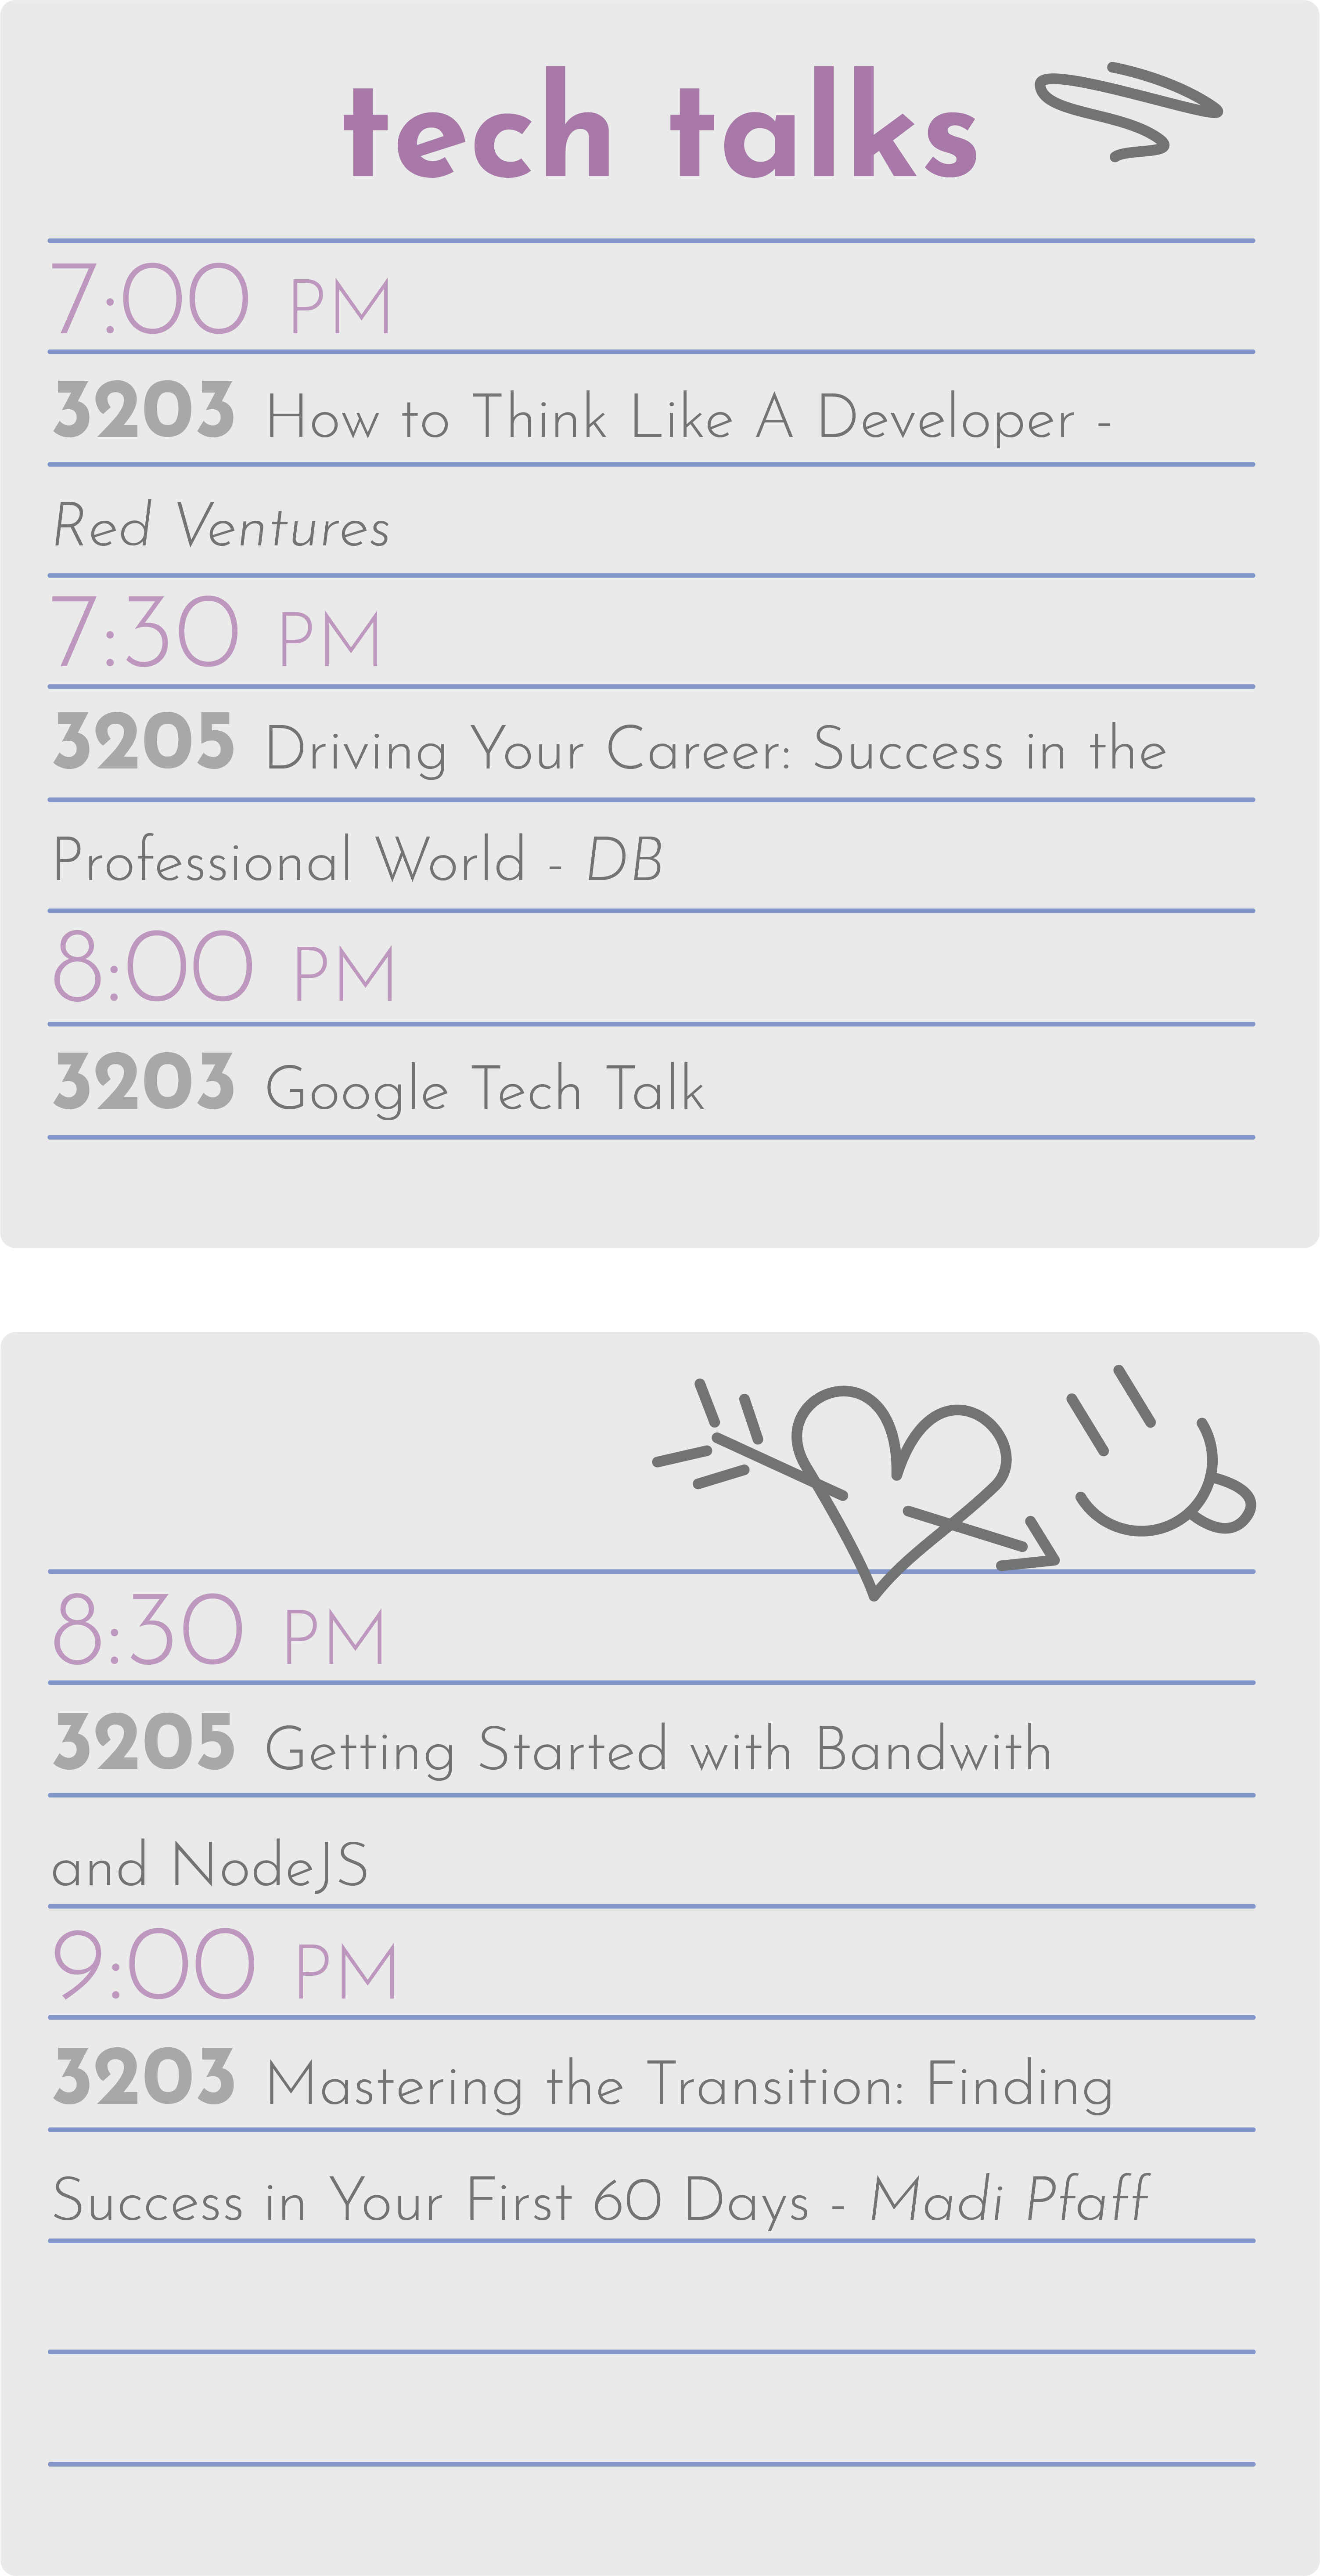 tech talks
7:00 PM
3203 How to Think Like A Developer -
Red Ventures
7:30 PM
3205 Driving Your Career: Success in the
Professional World - DB
8:00 PM
3203 Google Tech Talk
8:30 PM
3205 Getting Started with Bandwith
and NodeJS
9:00 PM
3203 Mastering the Transition: Finding
Success in Your First 60 Days - Madi Pfaff